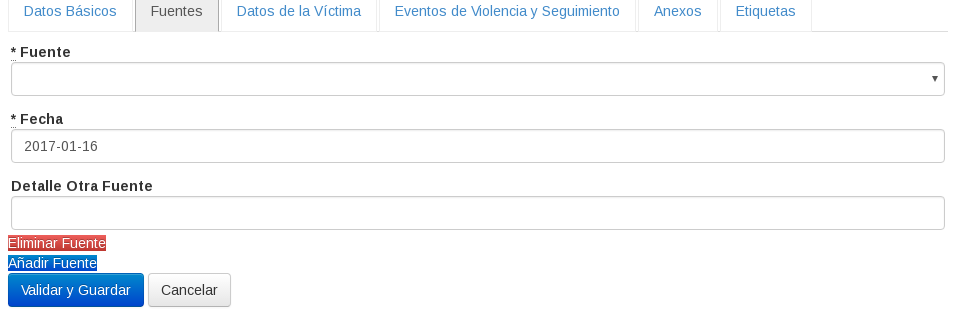 Datos Básicos Fuentes Datos de la Víctima Eventos de Violencia y Seguimiento Anexos Etiquetas
* Fuente
* Fecha
2017-01-16
Detalle Otra Fuente
Eliminar Fuente
Añadir Fuente
Validar y Guardar Cancelar